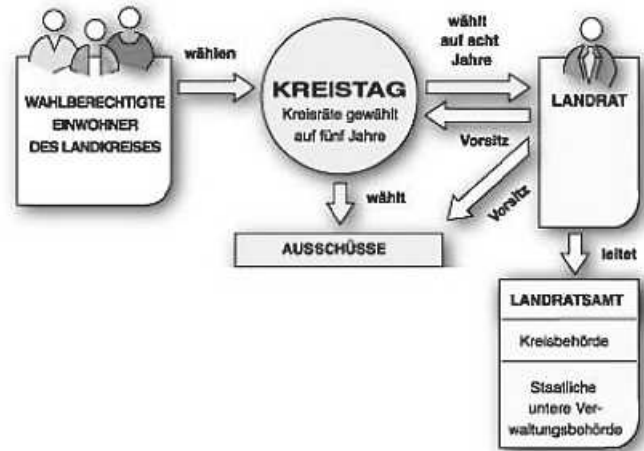 WAHLBERECHTIGTE
EINWOHNER
DES LANDKREISES
wählen
KREISTAG
Kreisräte gewählt
auf fünf Jahre
wählt
auf acht
Jahre
LANDRAT
Vorsitz
Vorsitz
wählt
AUSSCHÜSSE
leitet
LANDRATSAMT
Kreisbehörde
Staatliche
untere Ver-
waltungsbehörde